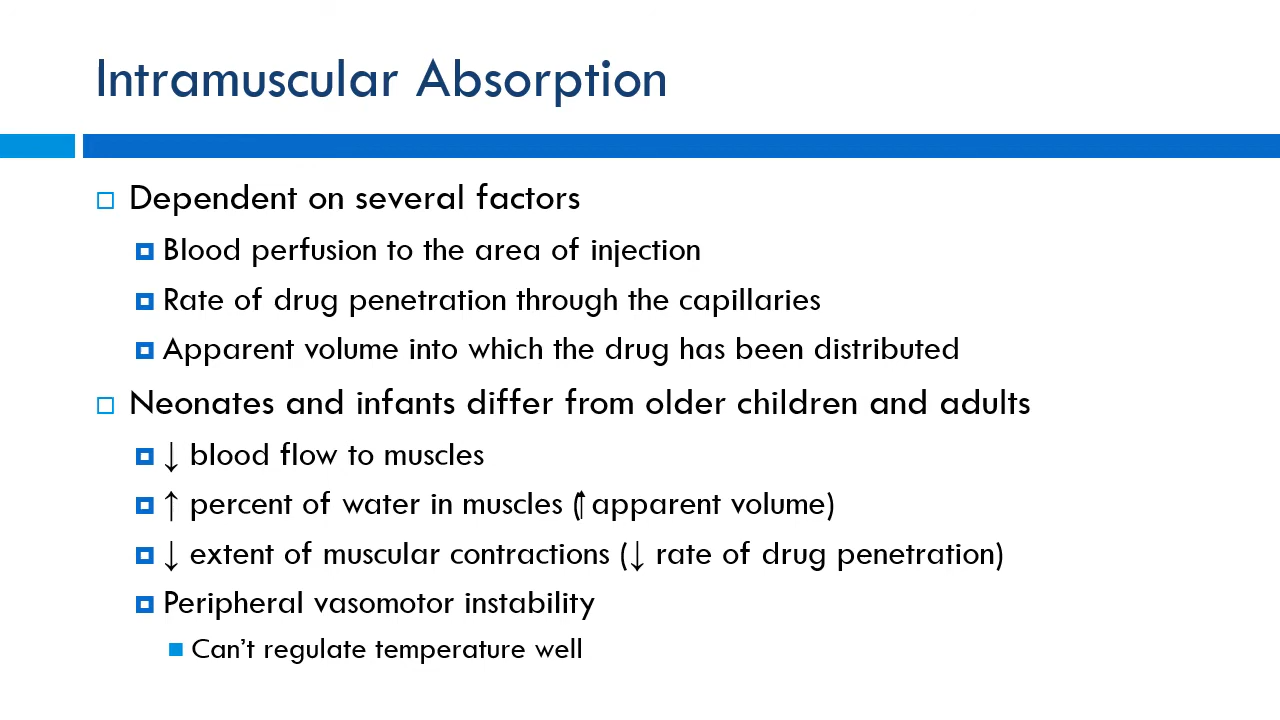 Intramuscular Absorption
Dependent on several factors
Blood perfusion to the area of injection
Rate of drug penetration through the capillaries
Apparent volume into which the drug has been distributed
Neonates and infants differ from older children and adults
↓ blood flow to muscles
↑ percent of water in muscles (↑ apparent volume)
↓ extent of muscular contractions (↓ rate of drug penetration)
Peripheral vasomotor instability
Can't regulate temperature well